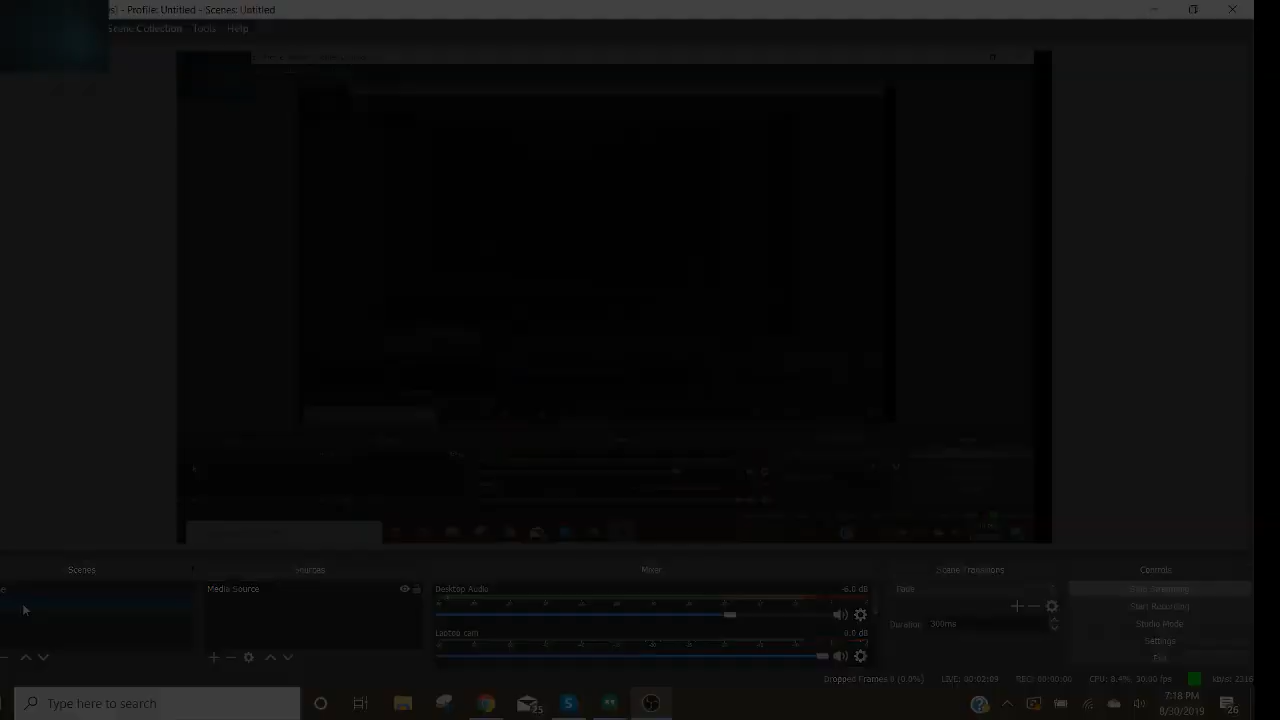 s) - Profile: Untitled - Scenes: Untitled
Scene Collection Tools Help
Scenes
Sources
Mixer
Scene Transitions
Controls
Media Source
Desktop Audio
-6.0 dB
Fade
Start Recording
Duration: 300ms
Studio Mode
Laptop cam
0.0 dB
Settings
Exit
Dropped Frames 0 (0.0%)
LIVE: 00:02:09
REC: 00:00:00
CPU: 8.4%, 30.00 fps
kb/s: 2316
Type here to search
25
7:18 PM
8/30/2019
26